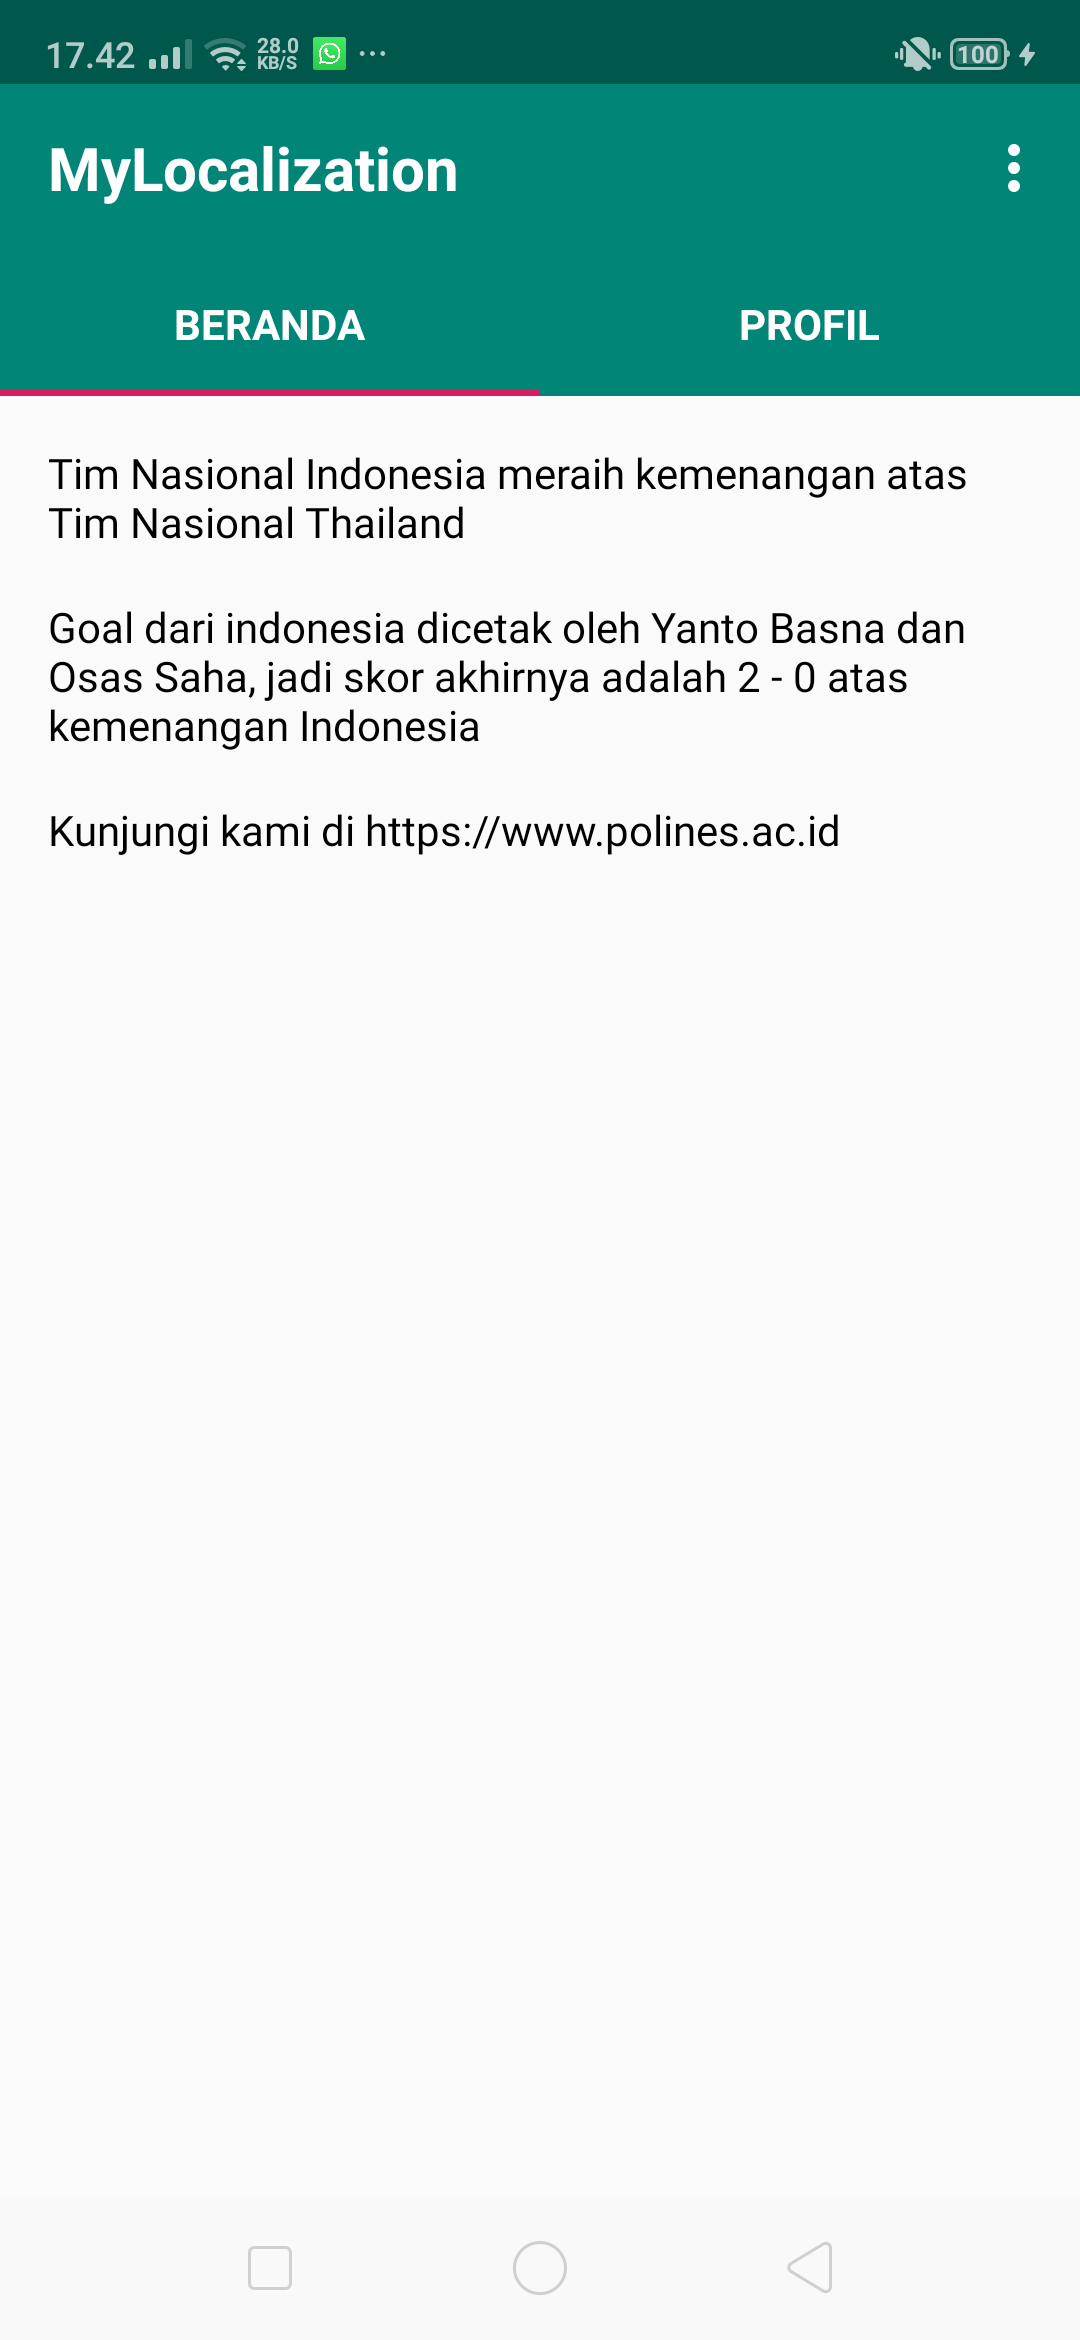 17.42 28.0 KB/S ... 100
MyLocalization
BERANDA PROFIL
Tim Nasional Indonesia meraih kemenangan atas
Tim Nasional Thailand
Goal dari indonesia dicetak oleh Yanto Basna dan
Osas Saha, jadi skor akhirnya adalah 2 - 0 atas
kemenangan Indonesia
Kunjungi kami di https://www.polines.ac.id